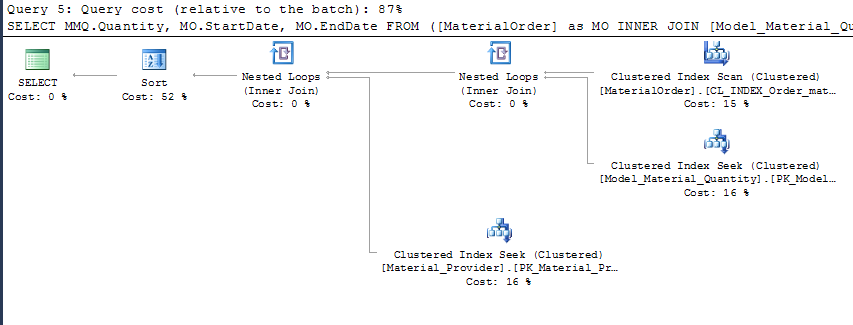 Query 5: Query cost (relative to the batch): 87%
SELECT MMQ.Quantity, MO.StartDate, MO.EndDate FROM ([MaterialOrder] as MO INNER JOIN [Model_Material_Qu
SELECT
Cost: 0 %
Sort
Cost: 52 %
Nested Loops
(Inner Join)
Cost: 0 %
Nested Loops
(Inner Join)
Cost: 0 %
Clustered Index Scan (Clustered)
[MaterialOrder].[CL_INDEX_Order_mat…
Cost: 15 %
Clustered Index Seek (Clustered)
[Model_Material_Quantity].[PK_Model…
Cost: 16 %
Clustered Index Seek (Clustered)
[Material_Provider].[PK_Material_Pr…
Cost: 16 %